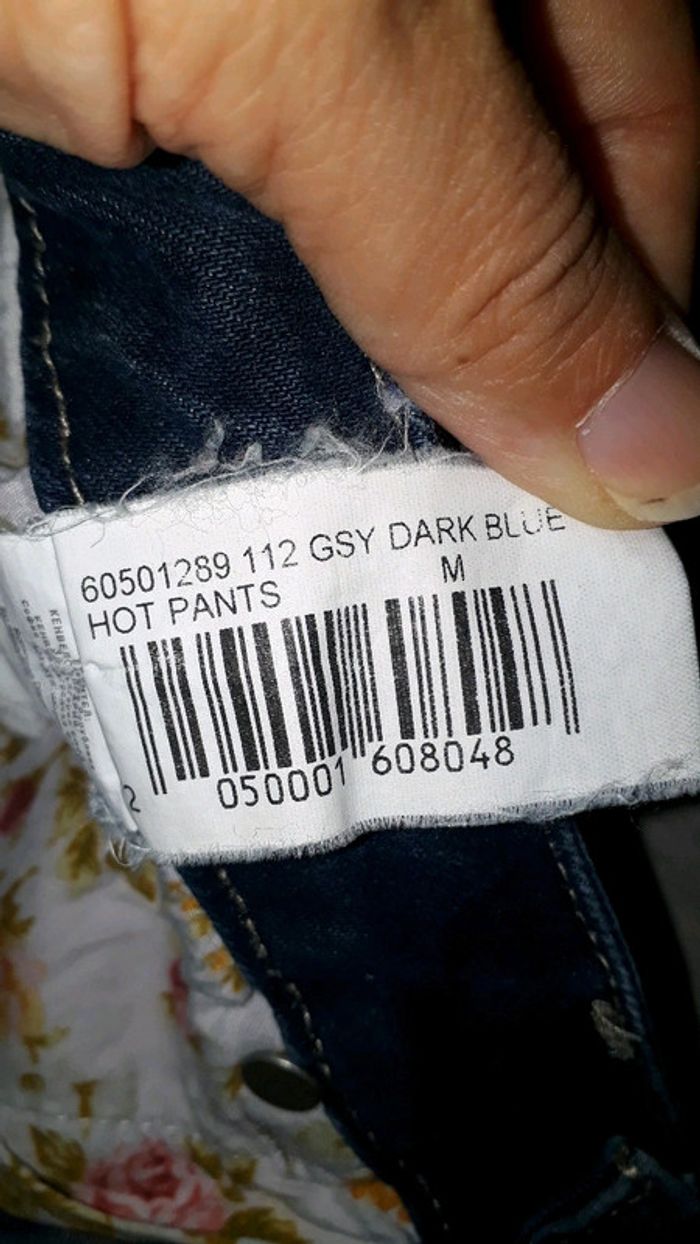 60501289 112 GSY DARK BLUE
HOT PANTS M
2 050001 608048